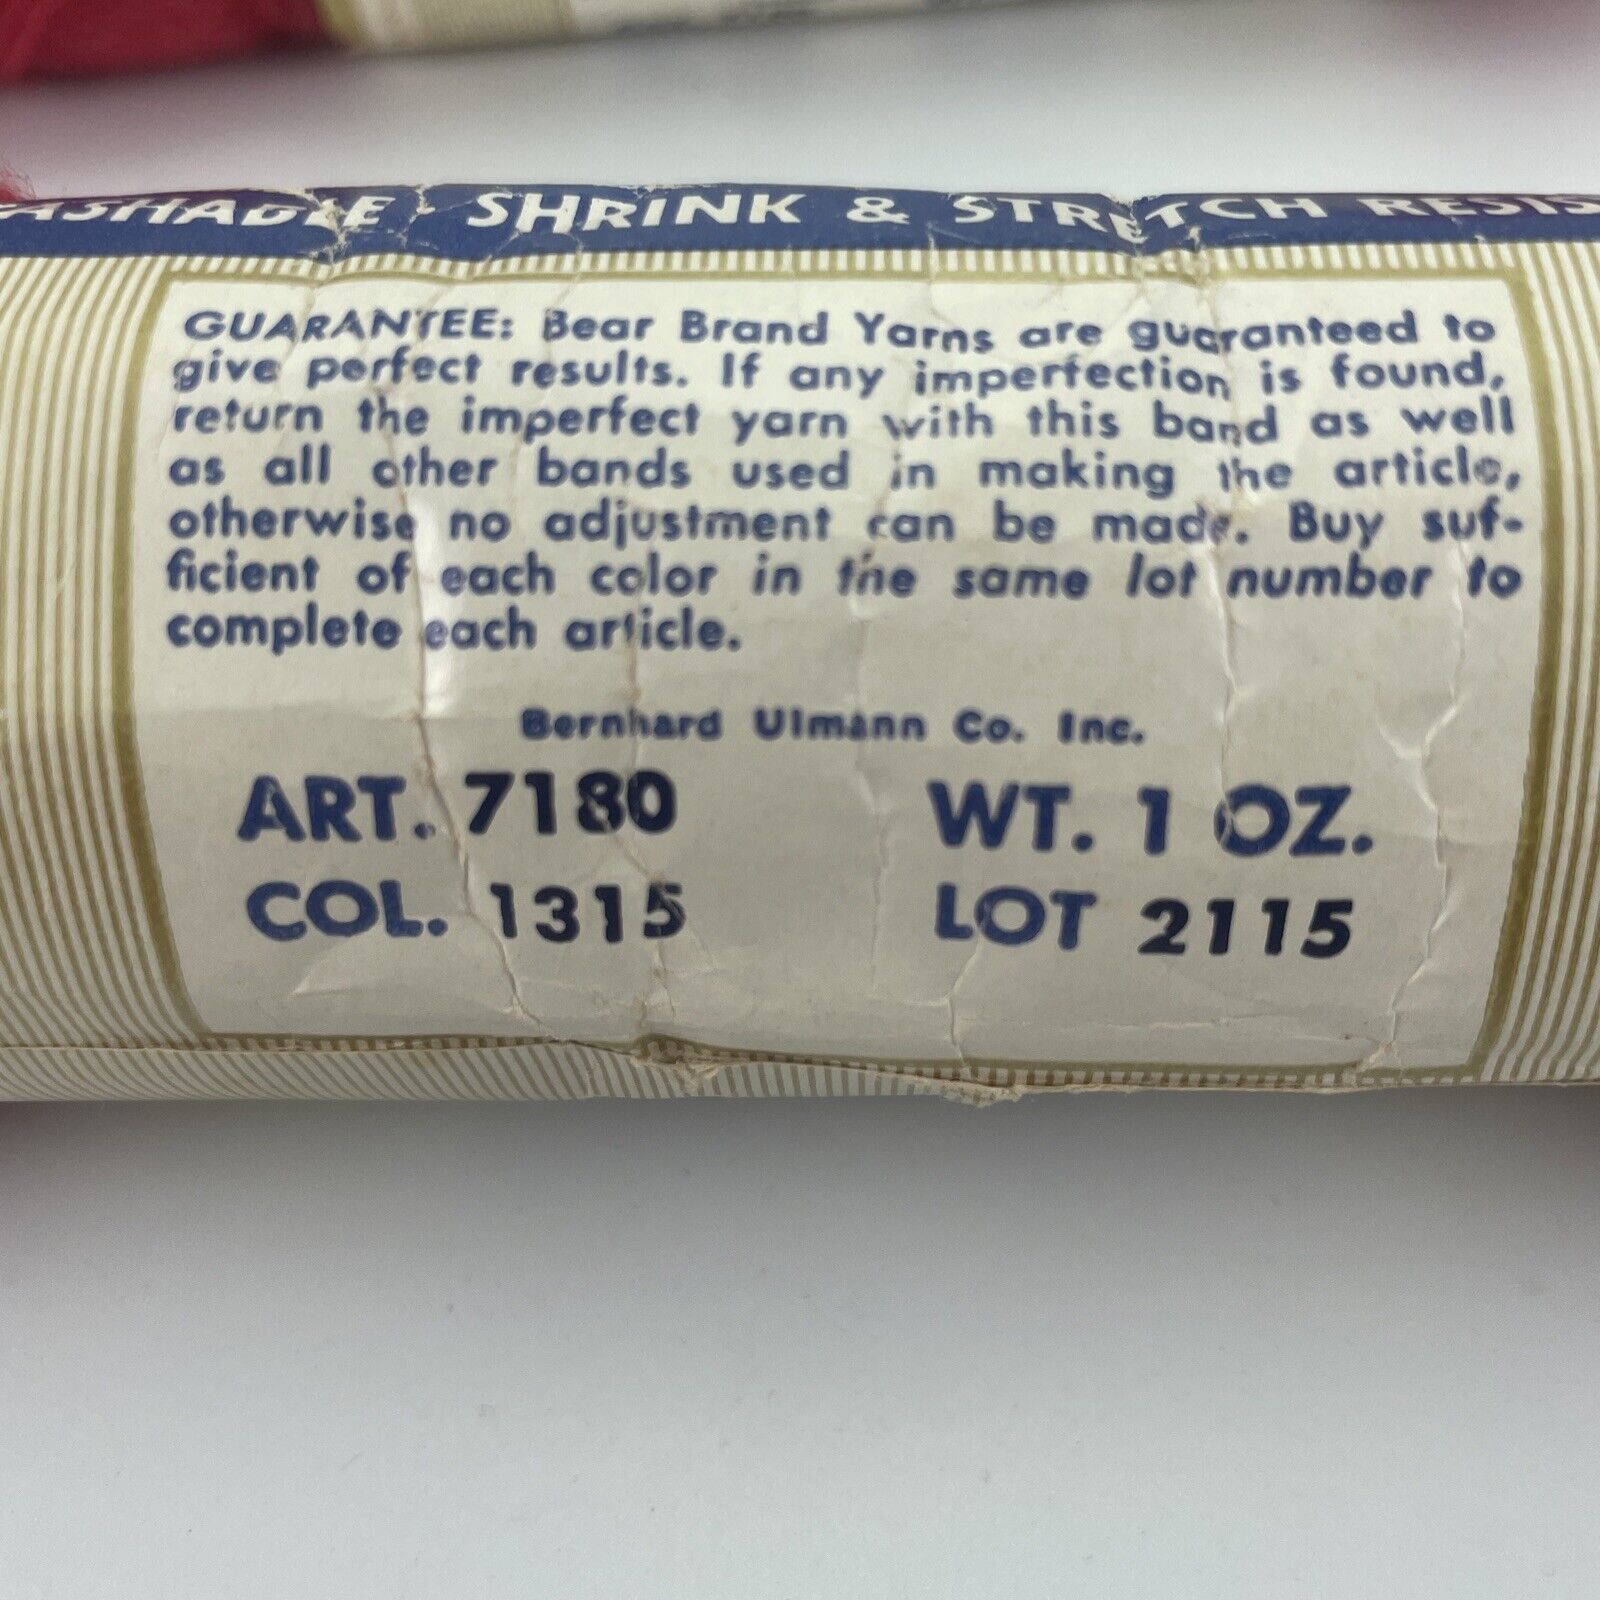 WASHABLE · SHRINK & STRETCH RESIS
GUARANTEE: Bear Brand Yarns are guaranteed to
give perfect results. If any imperfection is found,
return the imperfect yarn with this band as well
as all other bands used in making the article,
otherwise no adjustment can be made. Buy suf-
ficient of each color in the same lot number to
complete each article.
Bernhard Ulmann Co. Inc.
ART. 7180 WT. 1 OZ.
COL. 1315 LOT 2115